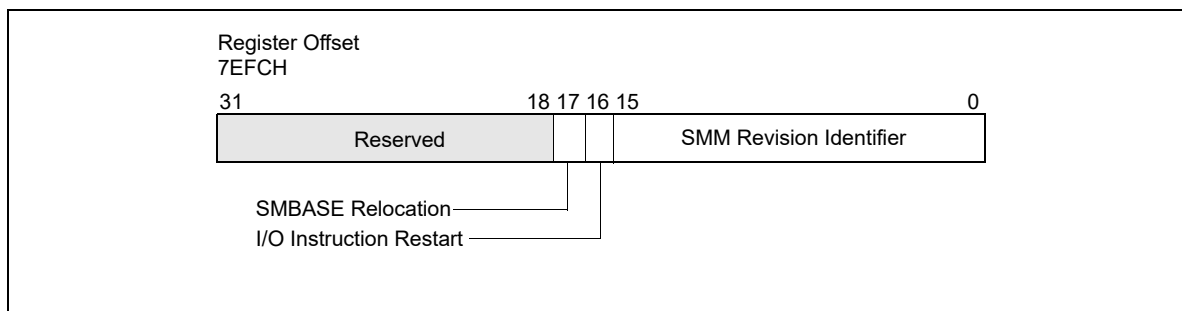 Register Offset
7EFCH
31 18 17 16 15 0
Reserved SMM Revision Identifier
SMBASE Relocation
I/O Instruction Restart